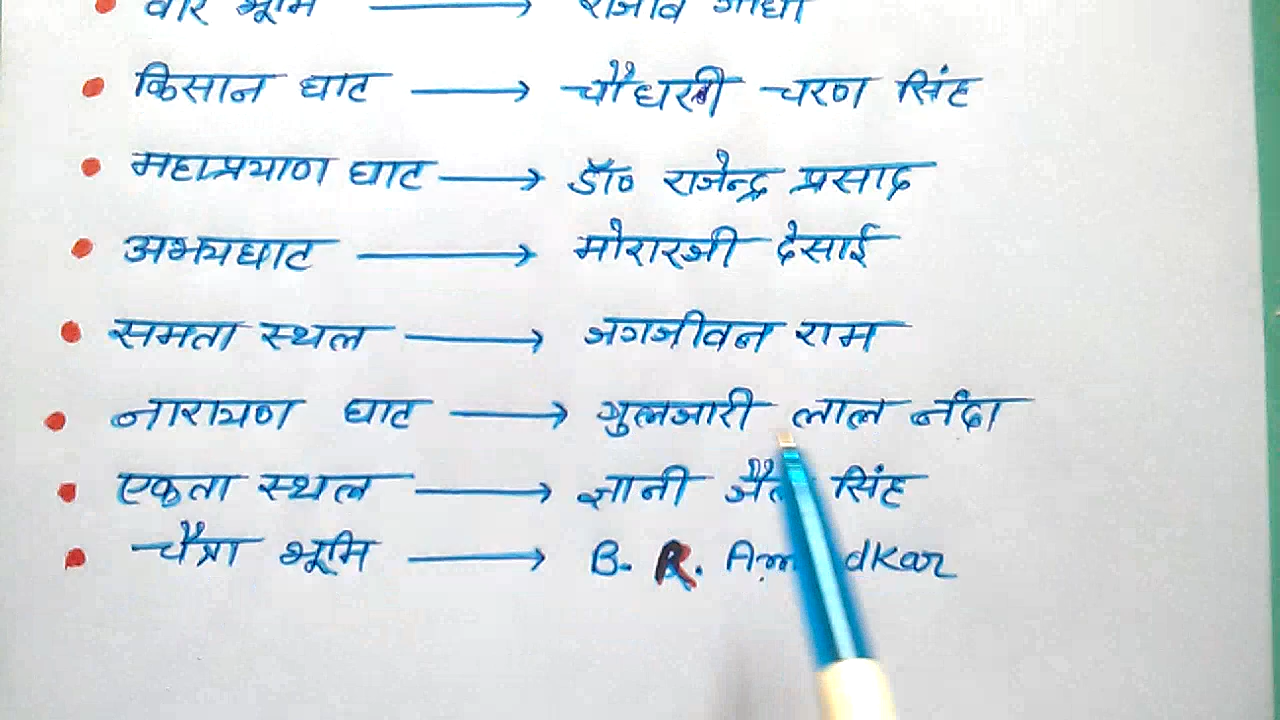 वीर भूमि → राजीव गाँधी
किसान घाट → चौधरी चरण सिंह
महाप्रयाण घाट → डॉ० राजेन्द्र प्रसाद
अभयघाट → मोरारजी देसाई
समता स्थल → जगजीवन राम
नारायण घाट → गुलजारी लाल नंदा
एकता स्थल → ज्ञानी सिंह
चैत्रा भूमि → B. R.